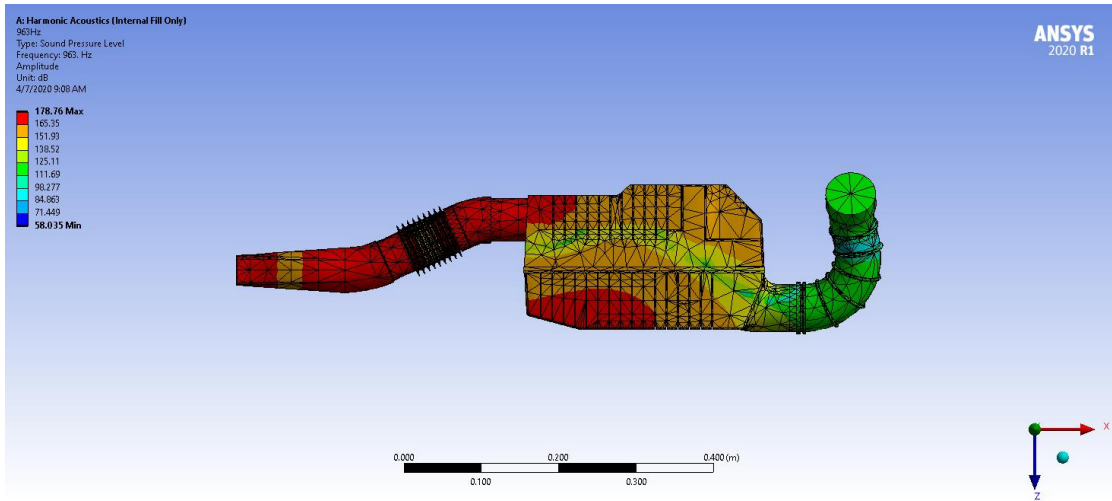 A: Harmonic Acoustics (Internal Fill Only)
963Hz
Type: Sound Pressure Level
Frequency: 963. Hz
Amplitude
Unit: dB
4/7/2020 9:08 AM
178.76 Max
165.35
151.93
138.52
125.11
111.69
98.277
84.863
71.449
58.035 Min
ANSYS
2020 R1
0.000 0.200 0.400 (m)
0.100 0.300
X
Z